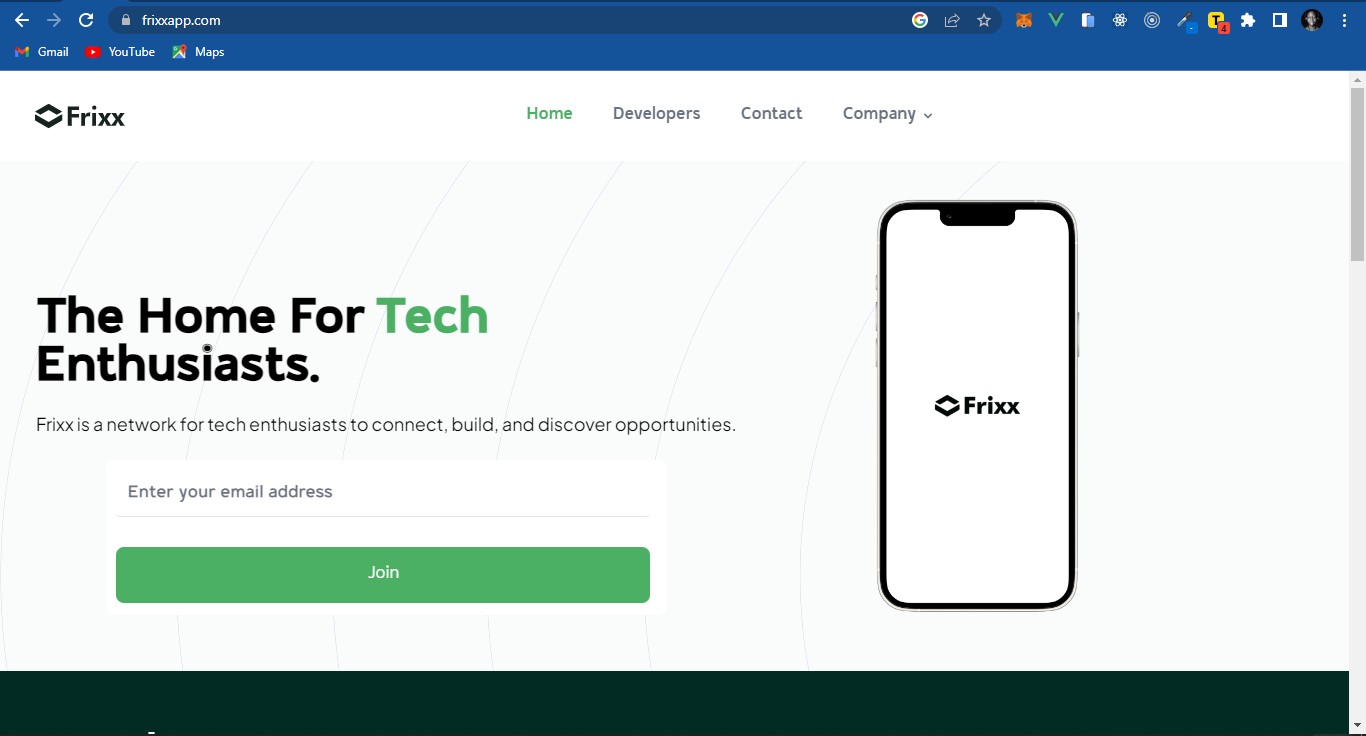 frixxapp.com
4
Gmail
YouTube
Maps
Frixx
Home
Developers
Contact
Company
The Home For Tech
Enthusiasts.
Frixx is a network for tech enthusiasts to connect, build, and discover opportunities.
Enter your email address
Join
Frixx